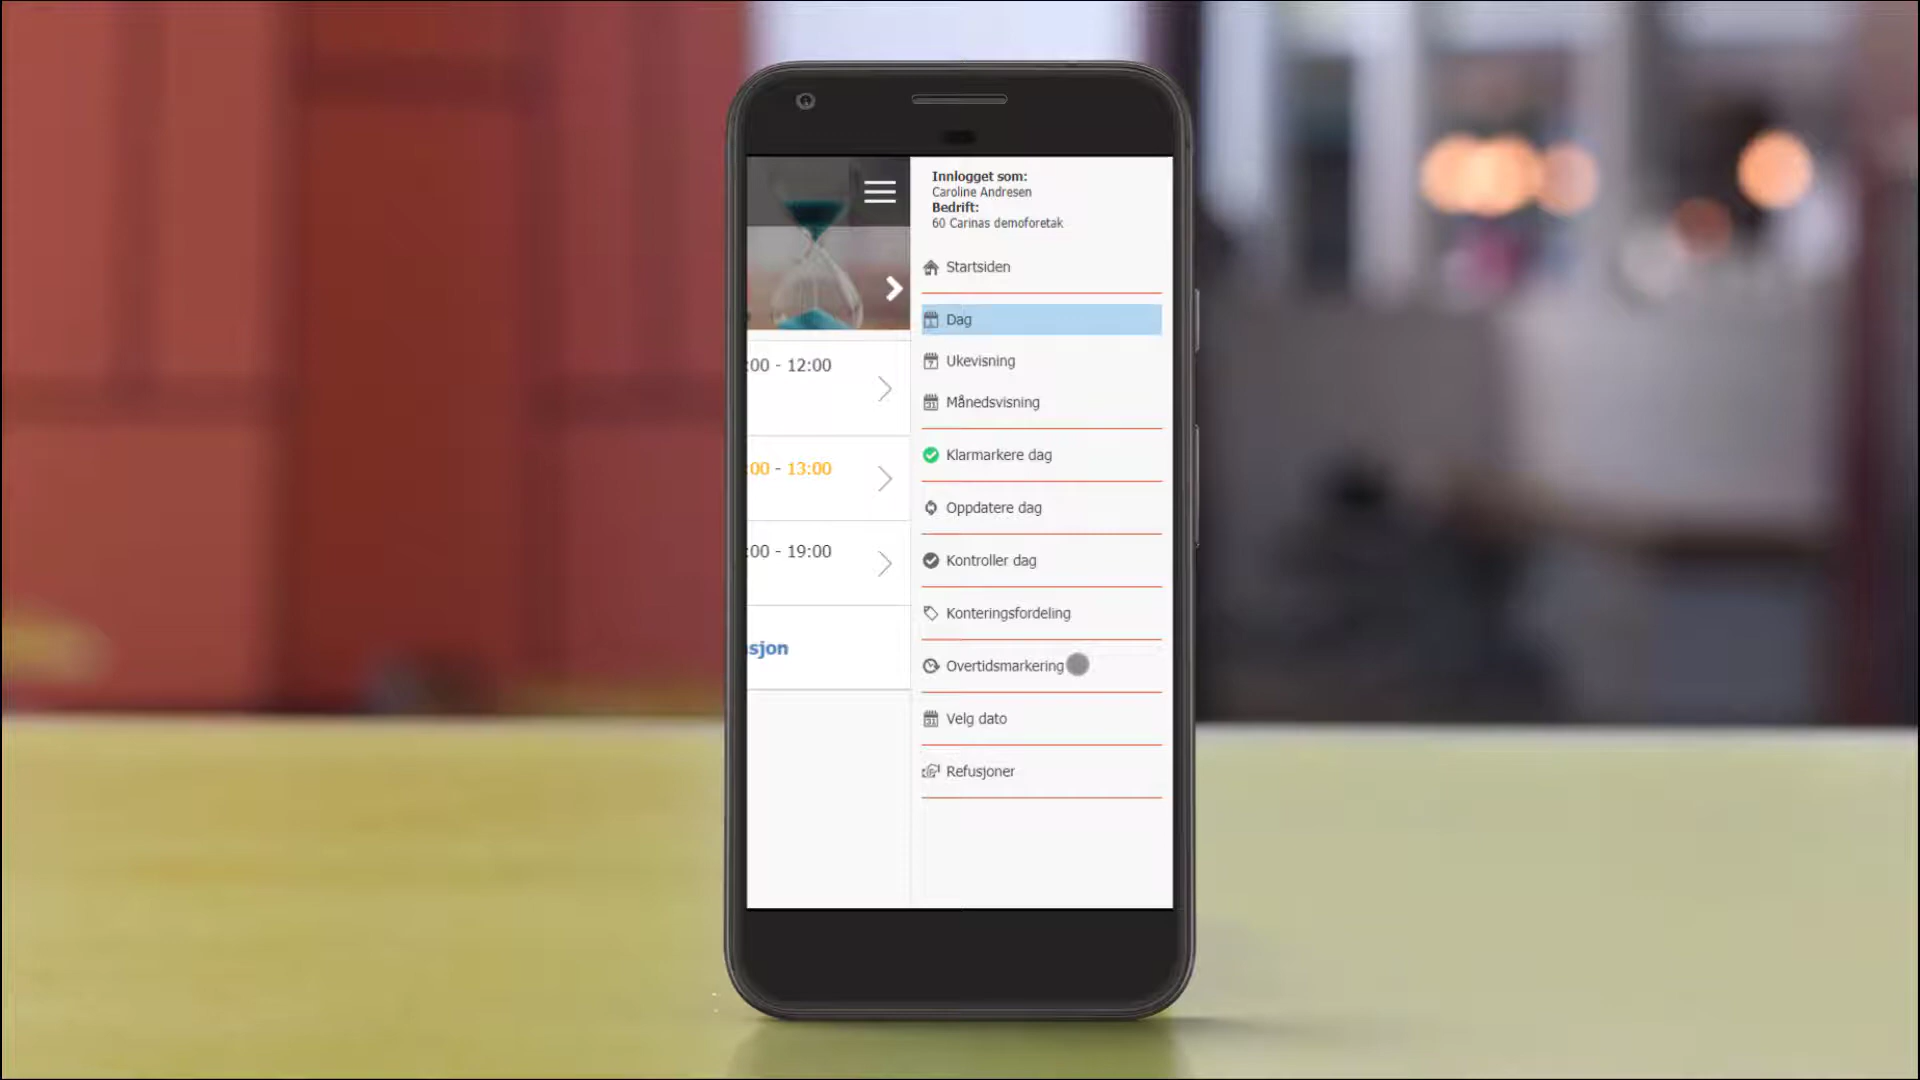 Innlogget som:
Caroline Andresen
Bedrift:
60 Carinas demoforetak
Startsiden
Dag
Ukevisning
Månedsvisning
Klarmarkere dag
Oppdatere dag
Kontroller dag
Konteringsfordeling
Overtidsmarkering
Velg dato
Refusjoner
:00 - 12:00
00 - 13:00
00 - 19:00
sjon